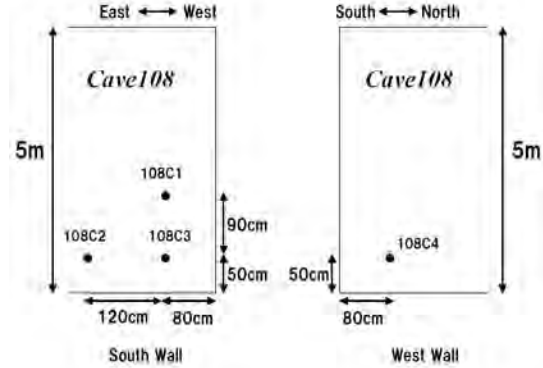 East ↔ West
South ↔ North
Cave108
Cave108
5m
5m
108C1
90cm
108C2
108C3
108C4
50cm
50cm
120cm
80cm
80cm
South Wall
West Wall